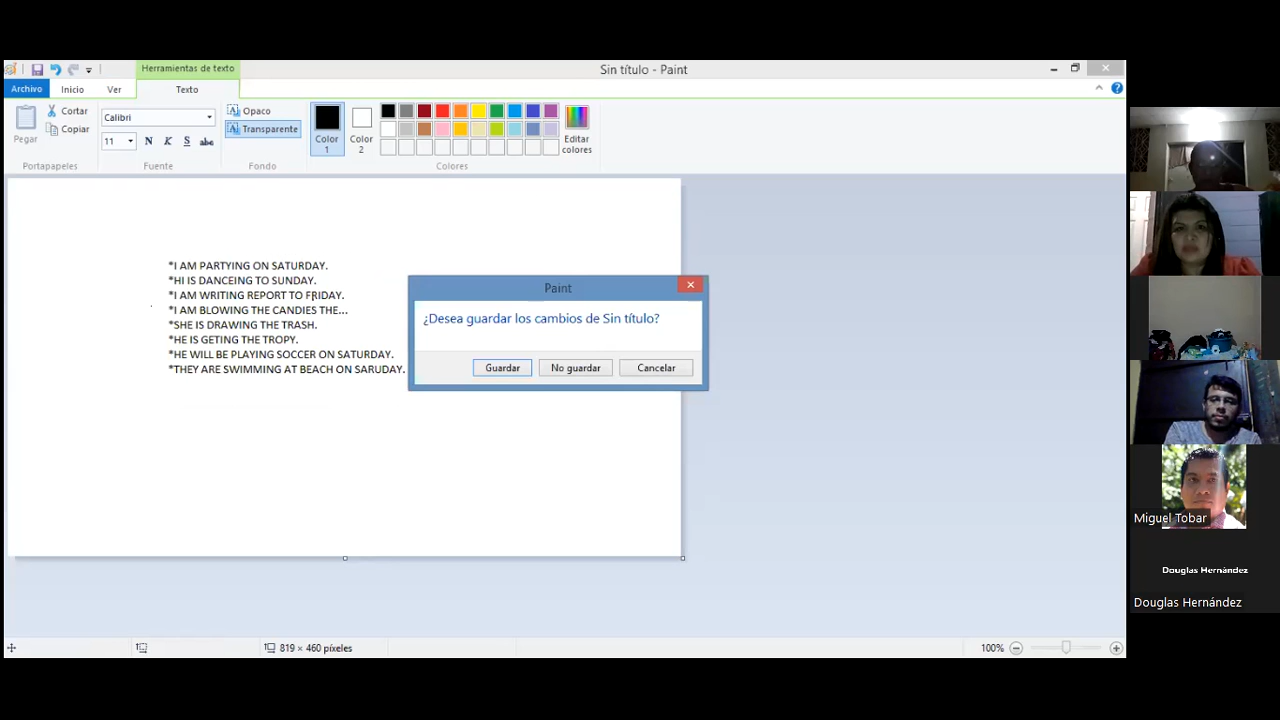 Herramientas de texto
Sin título - Paint
Archivo
Inicio
Ver
Texto
Pegar
Cortar
Copiar
Portapapeles
Calibri
11
N K S abc
Fuente
Opaco
Transparente
Fondo
Color 1
Color 2
Editar colores
Colores
*I AM PARTYING ON SATURDAY.
*HI IS DANCEING TO SUNDAY.
*I AM WRITING REPORT TO FRIDAY.
*I AM BLOWING THE CANDIES THE...
*SHE IS DRAWING THE TRASH.
*HE IS GETING THE TROPY.
*HE WILL BE PLAYING SOCCER ON SATURDAY.
*THEY ARE SWIMMING AT BEACH ON SARUDAY.
Paint
¿Desea guardar los cambios de Sin título?
Guardar
No guardar
Cancelar
819 × 460 píxeles
100%
Miguel Tobar
Douglas Hernández
Douglas Hernández